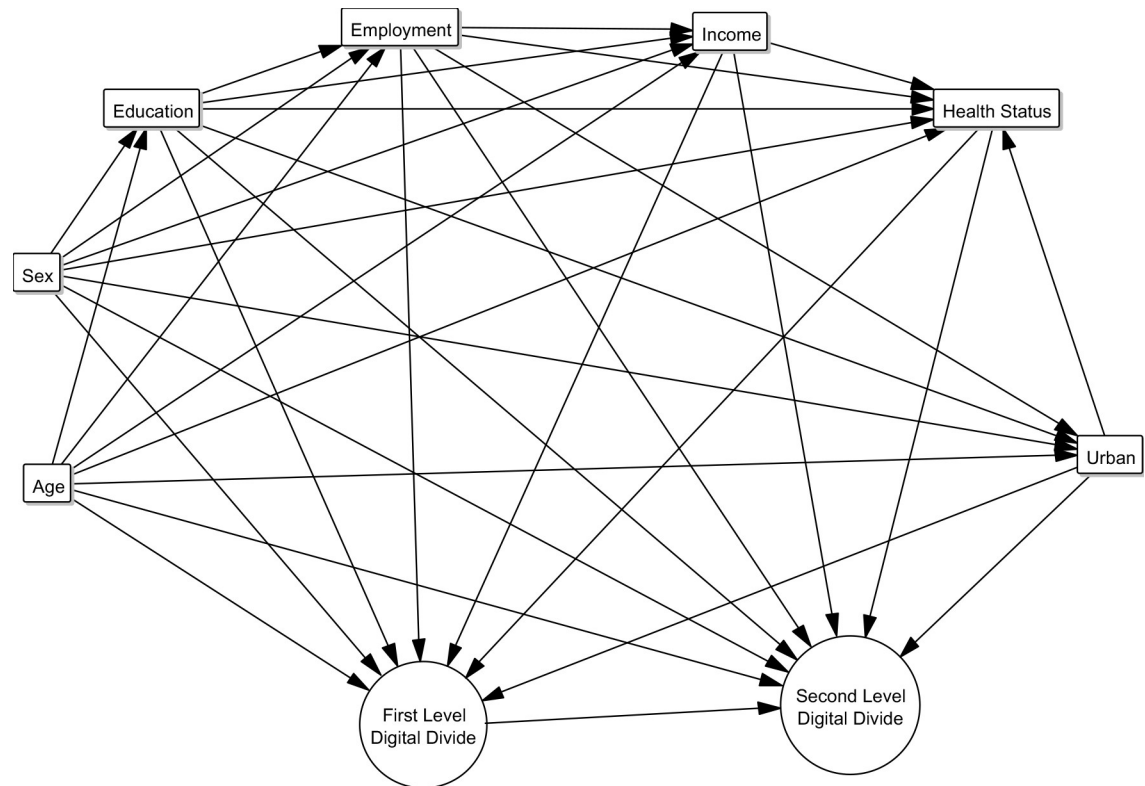 Employment
Income
Education
Health Status
Sex
Urban
Age
First Level
Digital Divide
Second Level
Digital Divide